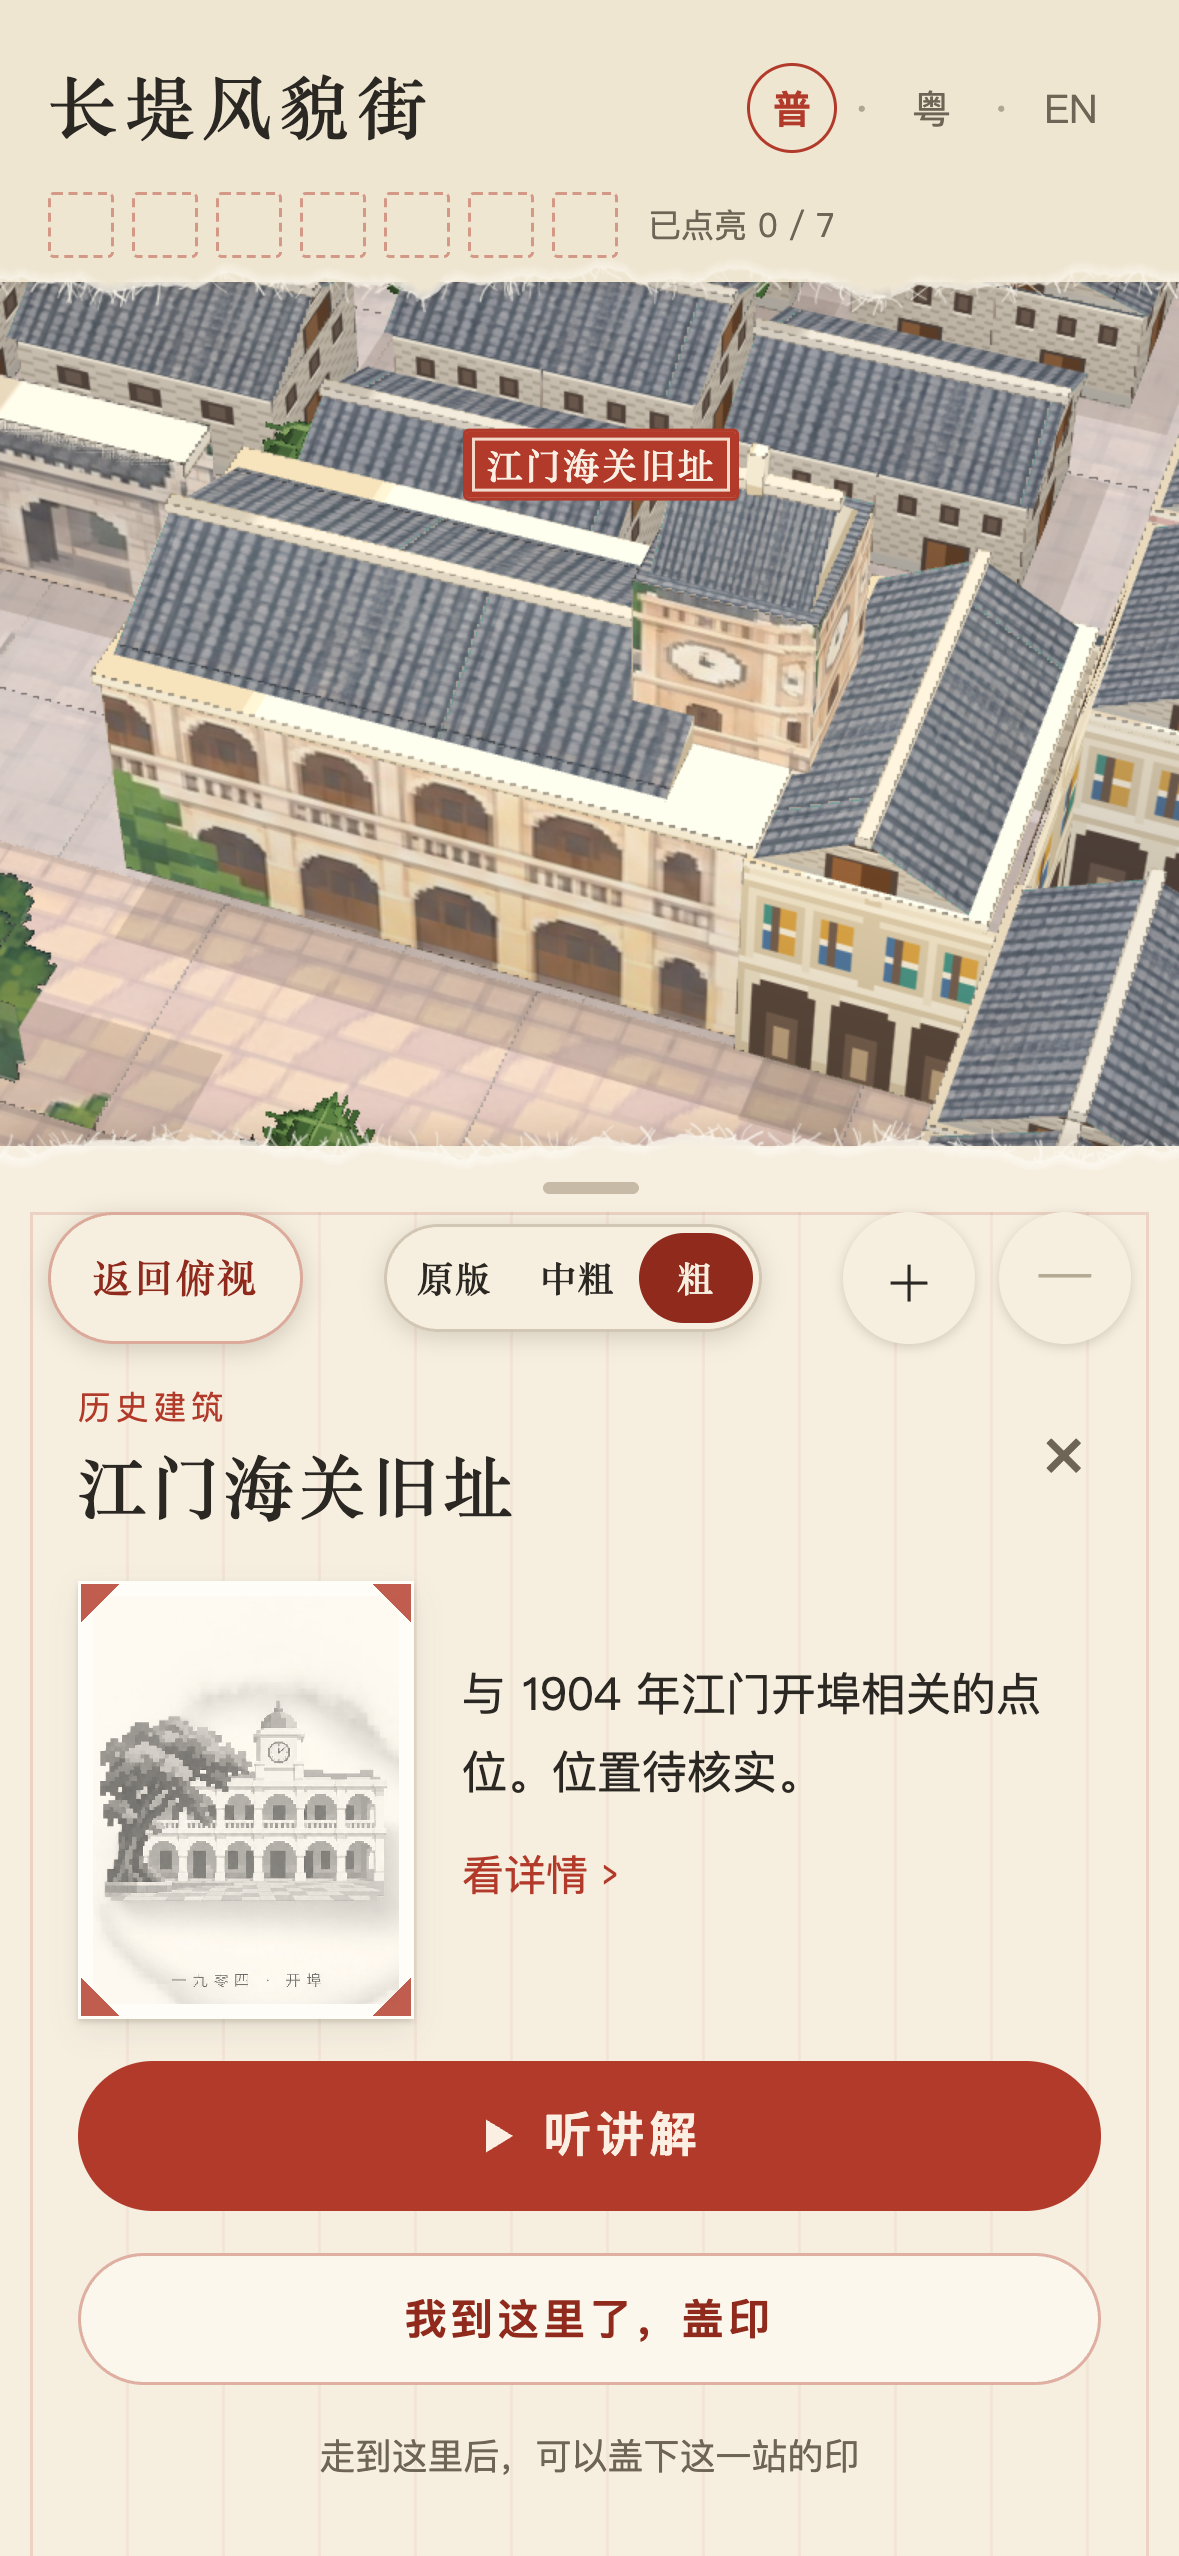 长堤风貌街
普 · 粤 · EN
已点亮 0 / 7
江门海关旧址
返回俯视
原版 中粗 粗
历史建筑
江门海关旧址
与 1904 年江门开埠相关的点
位。位置待核实。
看详情 >
一九零四 · 开埠
听讲解
我到这里了，盖印
走到这里后，可以盖下这一站的印